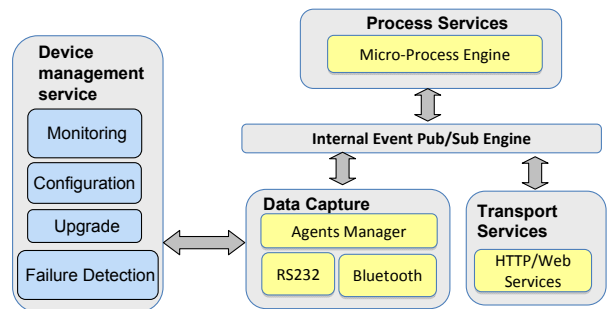 Device
management
service
Monitoring
Configuration
Upgrade
Failure Detection
Process Services
Micro-Process Engine
Internal Event Pub/Sub Engine
Data Capture
Agents Manager
RS232
Bluetooth
Transport
Services
HTTP/Web
Services